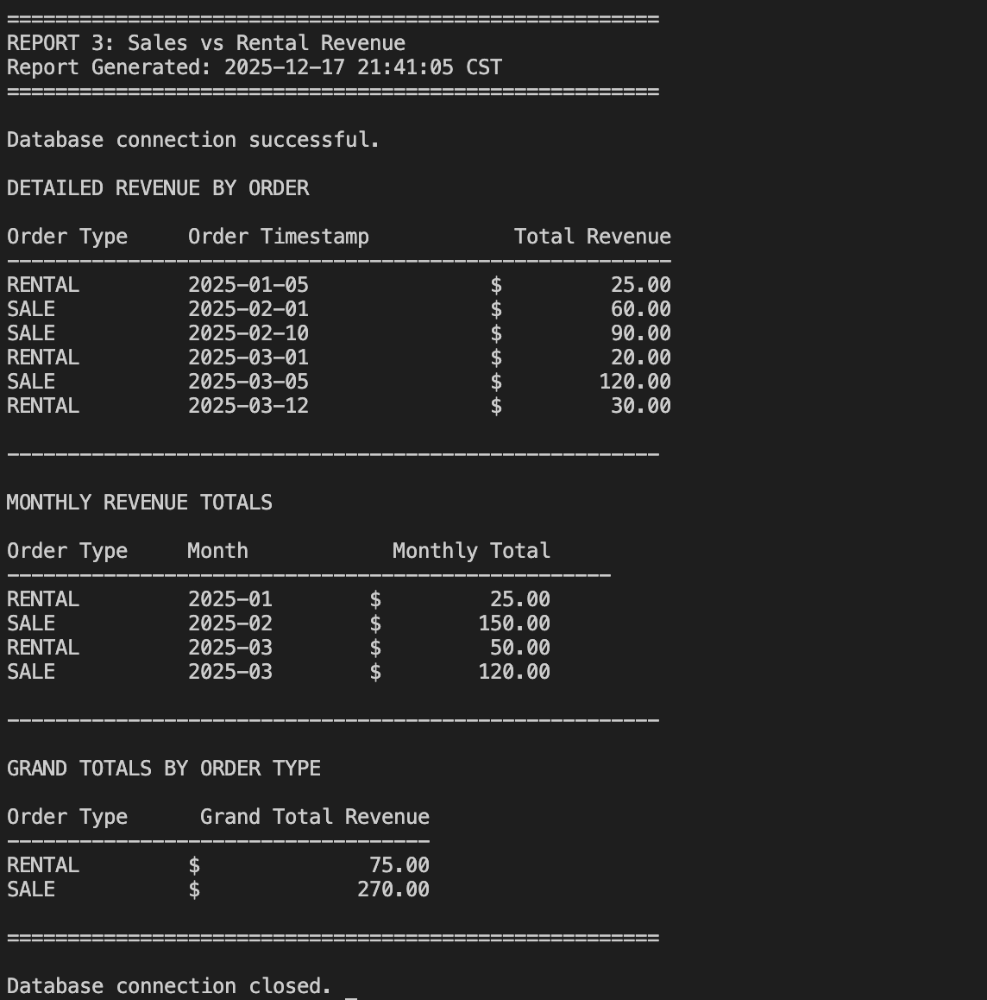 ======================================================
REPORT 3: Sales vs Rental Revenue
Report Generated: 2025-12-17 21:41:05 CST
======================================================
Database connection successful.
DETAILED REVENUE BY ORDER
Order Type     Order Timestamp            Total Revenue
-------------------------------------------------------
RENTAL         2025-01-05               $         25.00
SALE           2025-02-01               $         60.00
SALE           2025-02-10               $         90.00
RENTAL         2025-03-01               $         20.00
SALE           2025-03-05               $        120.00
RENTAL         2025-03-12               $         30.00
------------------------------------------------------
MONTHLY REVENUE TOTALS
Order Type     Month            Monthly Total
--------------------------------------------------
RENTAL         2025-01        $         25.00
SALE           2025-02        $        150.00
RENTAL         2025-03        $         50.00
SALE           2025-03        $        120.00
------------------------------------------------------
GRAND TOTALS BY ORDER TYPE
Order Type      Grand Total Revenue
-----------------------------------
RENTAL         $              75.00
SALE           $             270.00
======================================================
Database connection closed.